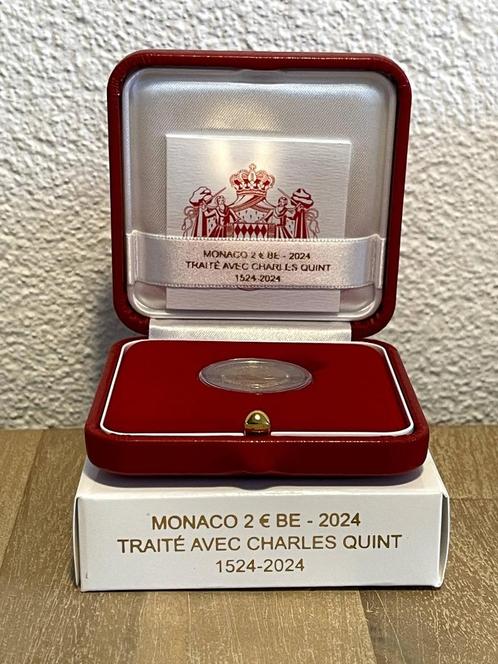 MONACO 2 € BE - 2024
TRAITÉ AVEC CHARLES QUINT
1524-2024
MONACO 2 € BE - 2024
TRAITÉ AVEC CHARLES QUINT
1524-2024